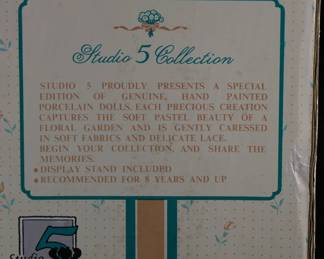 Studio 5 Collection
STUDIO 5 PROUDLY PRESENTS A SPECIAL
EDITION OF GENUINE, HAND PAINTED
PORCELAIN DOLLS. EACH PRECIOUS CREATION
CAPTURES THE SOFT PASTEL BEAUTY OF A
FLORAL GARDEN AND IS GENTLY CARESSED
IN SOFT FABRICS AND DELICATE LACE.
BEGIN YOUR COLLECTION, AND SHARE THE
MEMORIES.
• DISPLAY STAND INCLUDED
• RECOMMENDED FOR 8 YEARS AND UP
Studio 5